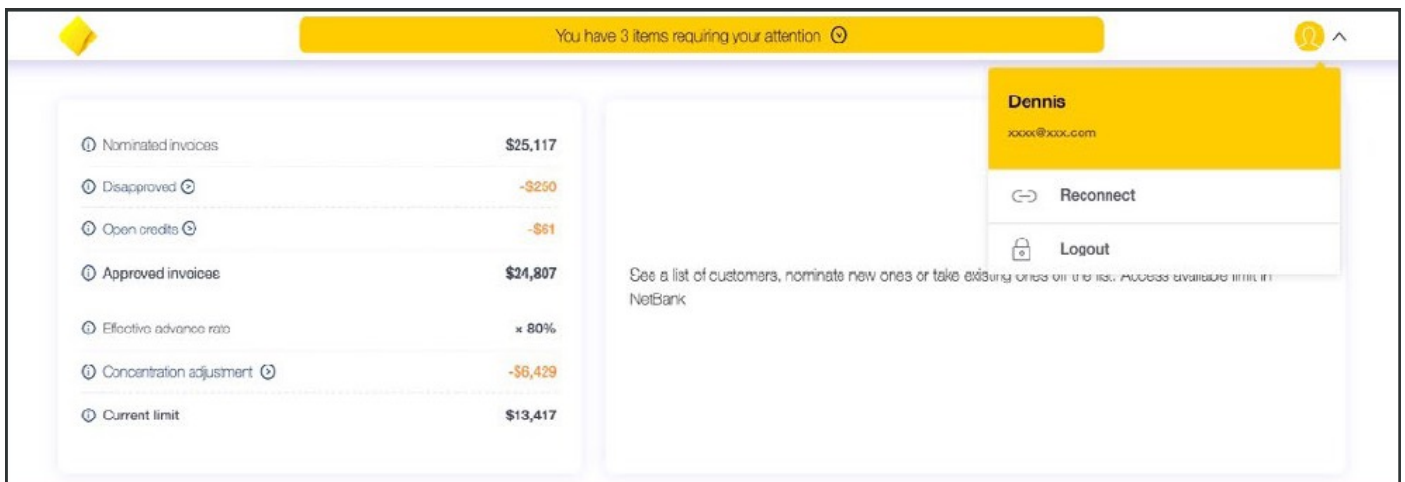 You have 3 items requiring your attention
Dennis
xxxx@xxx.com
Nominated invoices $25,117
Disapproved -$250
Reconnect
Open credits -$61
Logout
Approved invoices $24,807
See a list of customers, nominate new ones or take existing ones off the list. Access available limit in
NetBank
Effective advance rate × 80%
Concentration adjustment -$6,429
Current limit $13,417